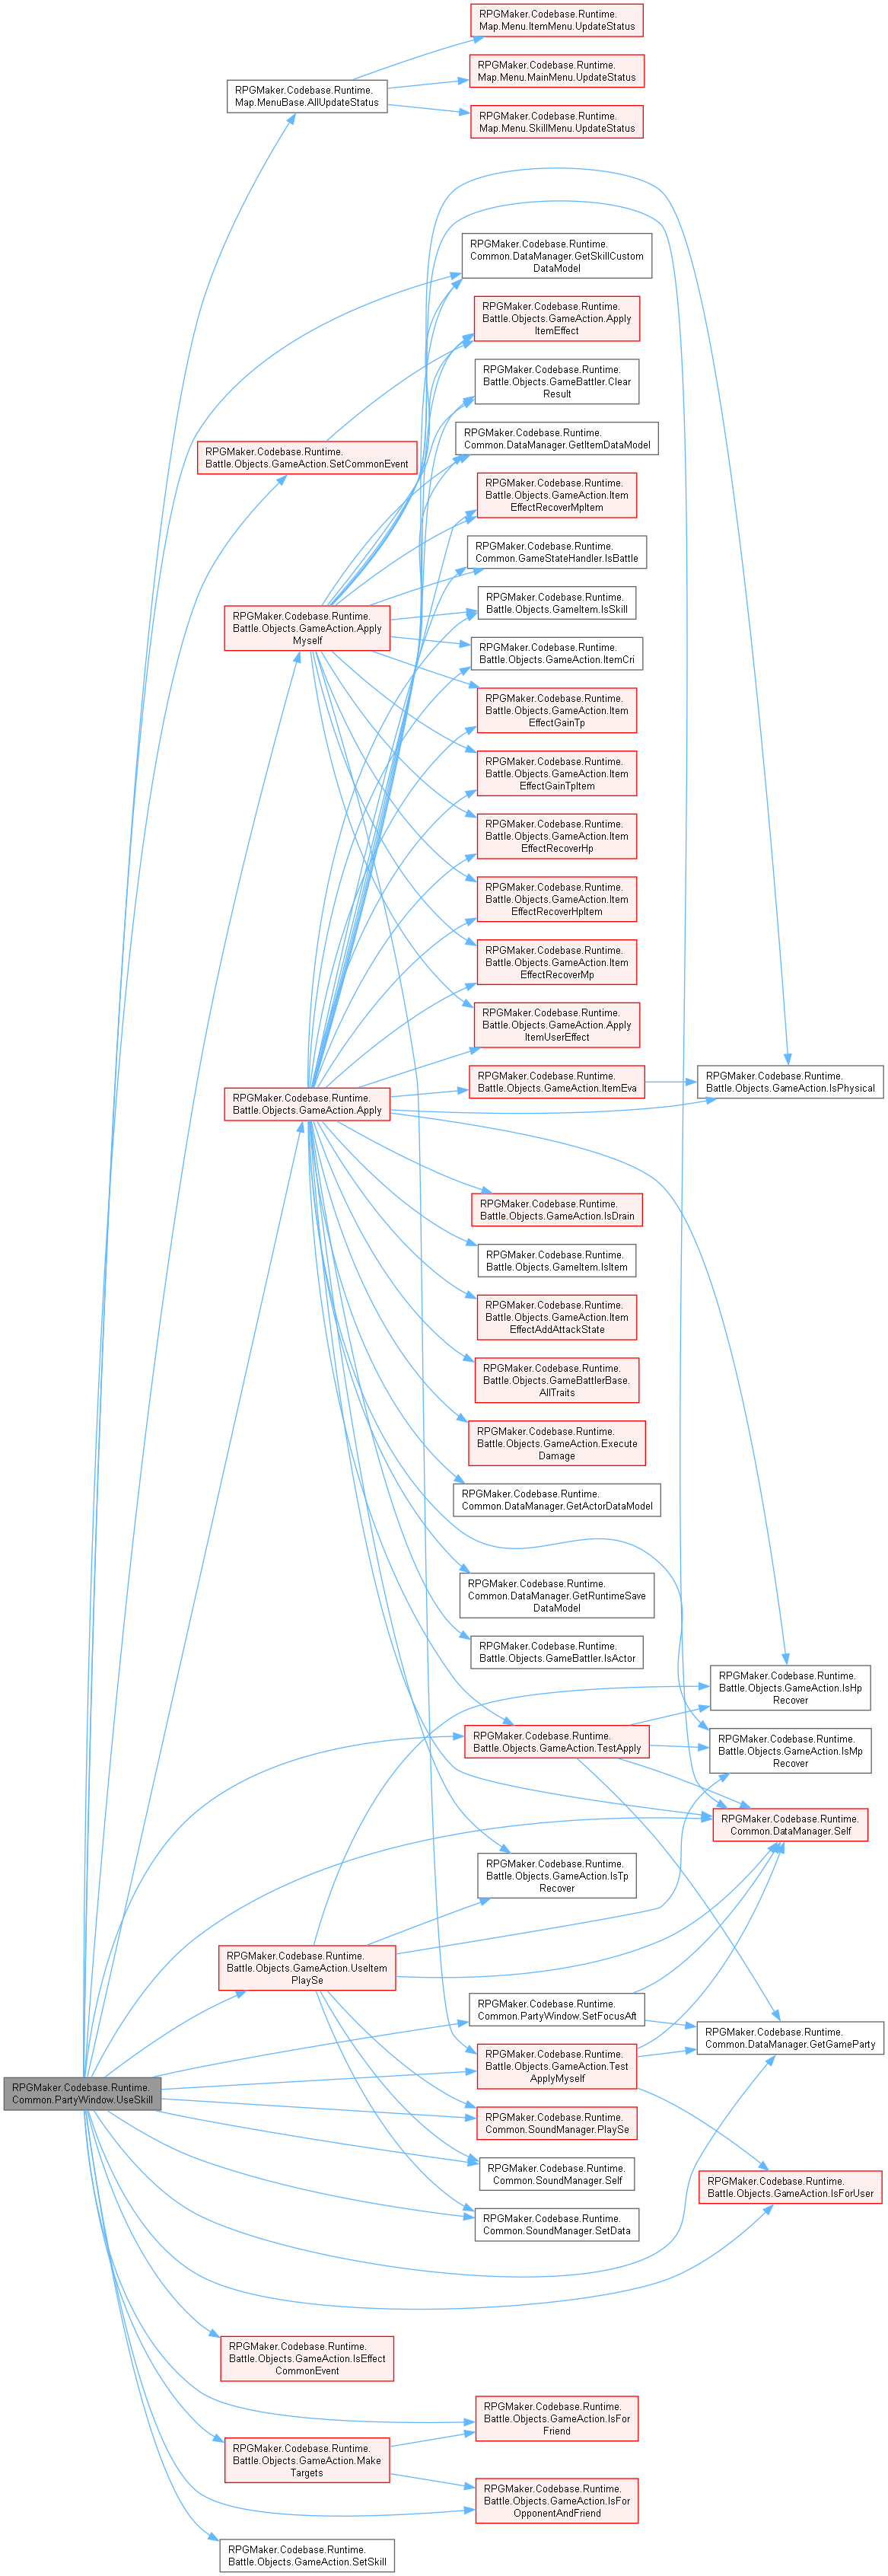 RPGMaker.Codebase.Runtime.
Map.Menu.ItemMenu.UpdateStatus
RPGMaker.Codebase.Runtime.
Map.Menu.MainMenu.UpdateStatus
RPGMaker.Codebase.Runtime.
Map.MenuBase.AllUpdateStatus
RPGMaker.Codebase.Runtime.
Map.Menu.SkillMenu.UpdateStatus
RPGMaker.Codebase.Runtime.
Common.DataManager.GetSkillCustom
DataModel
RPGMaker.Codebase.Runtime.
Battle.Objects.GameAction.Apply
ItemEffect
RPGMaker.Codebase.Runtime.
Battle.Objects.GameBattler.Clear
Result
RPGMaker.Codebase.Runtime.
Common.DataManager.GetItemDataModel
RPGMaker.Codebase.Runtime.
Battle.Objects.GameAction.SetCommonEvent
RPGMaker.Codebase.Runtime.
Battle.Objects.GameAction.Item
EffectRecoverMpItem
RPGMaker.Codebase.Runtime.
Common.GameStateHandler.IsBattle
RPGMaker.Codebase.Runtime.
Battle.Objects.GameItem.IsSkill
RPGMaker.Codebase.Runtime.
Battle.Objects.GameAction.Apply
Myself
RPGMaker.Codebase.Runtime.
Battle.Objects.GameAction.ItemCri
RPGMaker.Codebase.Runtime.
Battle.Objects.GameAction.Item
EffectGainTp
RPGMaker.Codebase.Runtime.
Battle.Objects.GameAction.Item
EffectGainTpItem
RPGMaker.Codebase.Runtime.
Battle.Objects.GameAction.Item
EffectRecoverHp
RPGMaker.Codebase.Runtime.
Battle.Objects.GameAction.Item
EffectRecoverHpItem
RPGMaker.Codebase.Runtime.
Battle.Objects.GameAction.Item
EffectRecoverMp
RPGMaker.Codebase.Runtime.
Battle.Objects.GameAction.Apply
ItemUserEffect
RPGMaker.Codebase.Runtime.
Battle.Objects.GameAction.ItemEva
RPGMaker.Codebase.Runtime.
Battle.Objects.GameAction.IsPhysical
RPGMaker.Codebase.Runtime.
Battle.Objects.GameAction.Apply
RPGMaker.Codebase.Runtime.
Battle.Objects.GameAction.IsDrain
RPGMaker.Codebase.Runtime.
Battle.Objects.GameItem.IsItem
RPGMaker.Codebase.Runtime.
Battle.Objects.GameAction.Item
EffectAddAttackState
RPGMaker.Codebase.Runtime.
Battle.Objects.GameBattlerBase.
AllTraits
RPGMaker.Codebase.Runtime.
Battle.Objects.GameAction.Execute
Damage
RPGMaker.Codebase.Runtime.
Common.DataManager.GetActorDataModel
RPGMaker.Codebase.Runtime.
Common.DataManager.GetRuntimeSave
DataModel
RPGMaker.Codebase.Runtime.
Battle.Objects.GameBattler.IsActor
RPGMaker.Codebase.Runtime.
Battle.Objects.GameAction.IsHp
Recover
RPGMaker.Codebase.Runtime.
Battle.Objects.GameAction.TestApply
RPGMaker.Codebase.Runtime.
Battle.Objects.GameAction.IsMp
Recover
RPGMaker.Codebase.Runtime.
Common.DataManager.Self
RPGMaker.Codebase.Runtime.
Battle.Objects.GameAction.IsTp
Recover
RPGMaker.Codebase.Runtime.
Battle.Objects.GameAction.UseItem
PlaySe
RPGMaker.Codebase.Runtime.
Common.PartyWindow.SetFocusAft
RPGMaker.Codebase.Runtime.
Common.DataManager.GetGameParty
RPGMaker.Codebase.Runtime.
Battle.Objects.GameAction.Test
ApplyMyself
RPGMaker.Codebase.Runtime.
Common.PartyWindow.UseSkill
RPGMaker.Codebase.Runtime.
Common.SoundManager.PlaySe
RPGMaker.Codebase.Runtime.
Common.SoundManager.Self
RPGMaker.Codebase.Runtime.
Battle.Objects.GameAction.IsForUser
RPGMaker.Codebase.Runtime.
Common.SoundManager.SetData
RPGMaker.Codebase.Runtime.
Battle.Objects.GameAction.IsEffect
CommonEvent
RPGMaker.Codebase.Runtime.
Battle.Objects.GameAction.IsFor
Friend
RPGMaker.Codebase.Runtime.
Battle.Objects.GameAction.Make
Targets
RPGMaker.Codebase.Runtime.
Battle.Objects.GameAction.IsFor
OpponentAndFriend
RPGMaker.Codebase.Runtime.
Battle.Objects.GameAction.SetSkill